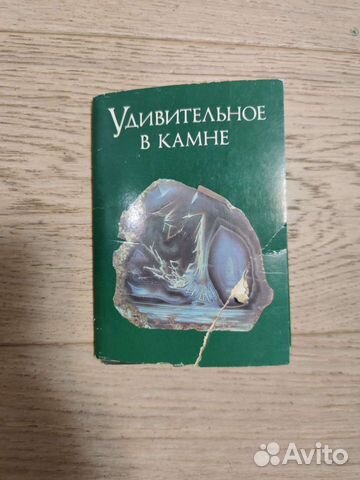 Удивительное
в камне
Avito